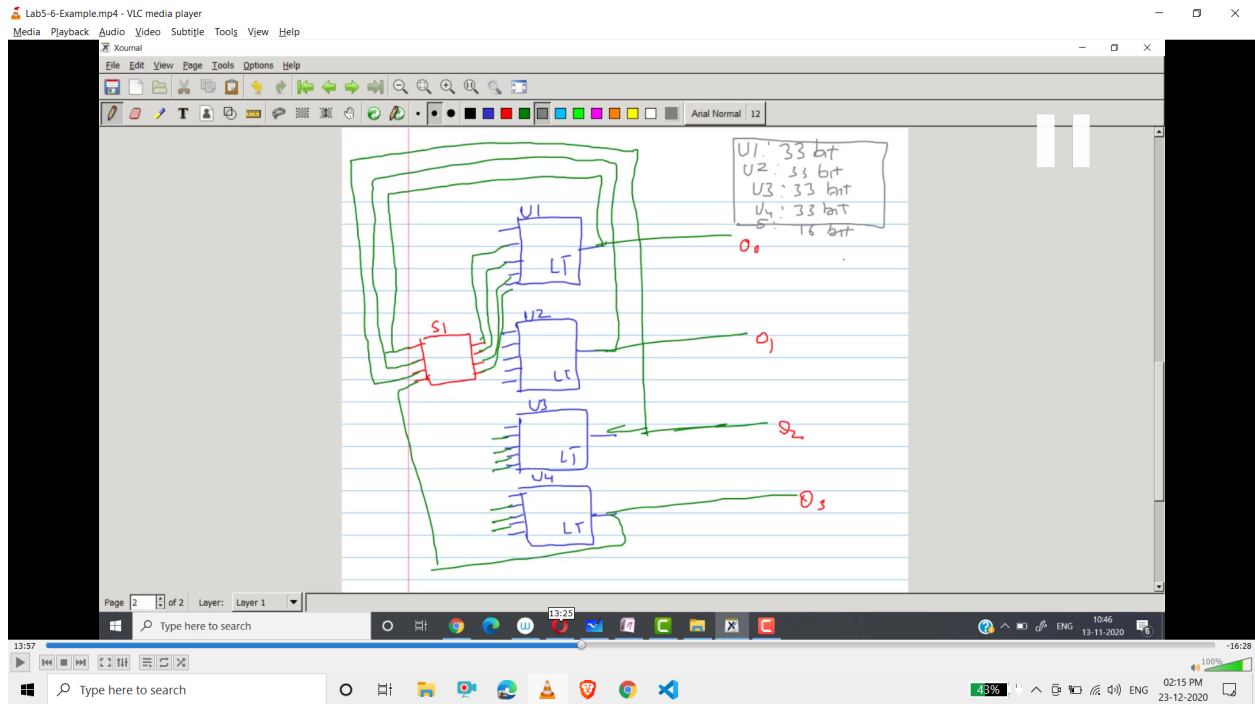 Lab5-6-Example.mp4 - VLC media player
Media Playback Audio Video Subtitle Tools View Help
Xournal
File Edit View Page Tools Options Help
Arial Normal 12
U1: 33 bit
U2: 33 bit
U3: 33 bit
U4: 33 bit
S: 16 bit
U1
LT
O0
S1
U2
LT
O1
U3
LT
O2
U4
LT
O3
Page 2 of 2 Layer: Layer 1
13:25
Type here to search
ENG
10:46
13-11-2020
6
13:57
-16:28
100%
Type here to search
43%
ENG
02:15 PM
23-12-2020